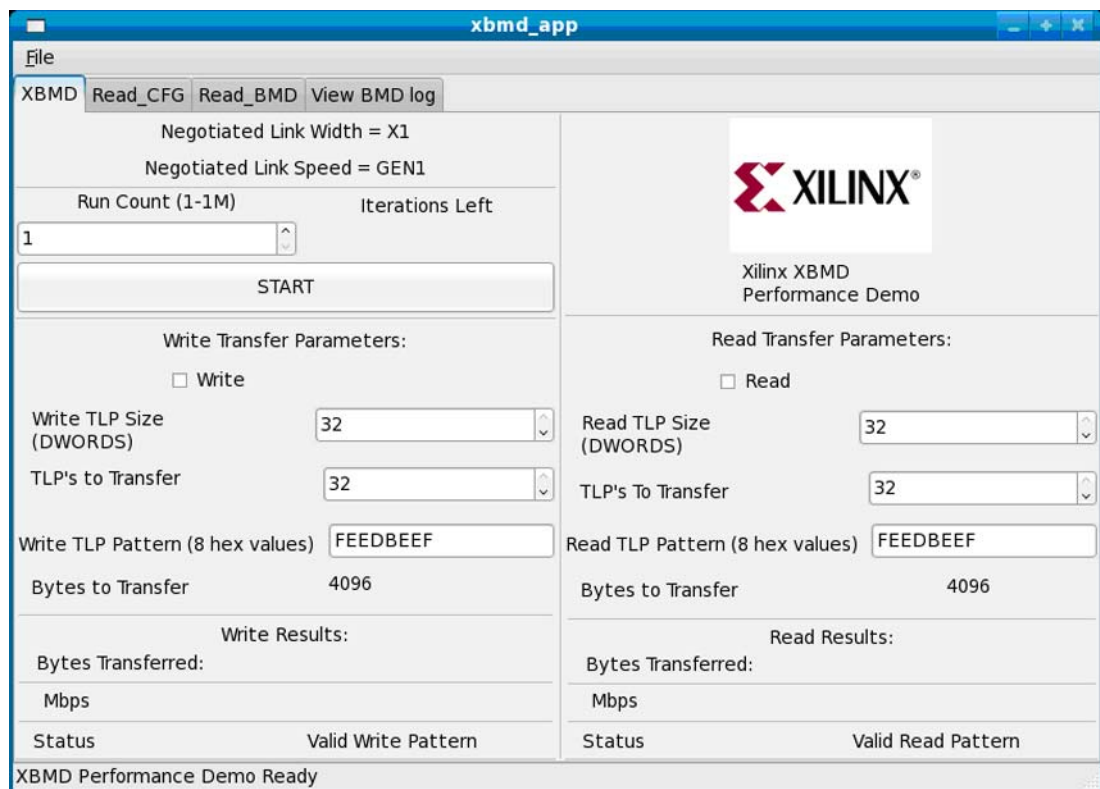 xbmd_app
File
XBMD Read_CFG Read_BMD View BMD log
Negotiated Link Width = X1
Negotiated Link Speed = GEN1
Run Count (1-1M)
Iterations Left
1
START
XILINX®
Xilinx XBMD
Performance Demo
Write Transfer Parameters:
Write
Write TLP Size
(DWORDS)
32
TLP's to Transfer
32
Write TLP Pattern (8 hex values)
FEEDBEEF
Bytes to Transfer
4096
Read Transfer Parameters:
Read
Read TLP Size
(DWORDS)
32
TLP's To Transfer
32
Read TLP Pattern (8 hex values)
FEEDBEEF
Bytes to Transfer
4096
Write Results:
Bytes Transferred:
Mbps
Status
Valid Write Pattern
Read Results:
Bytes Transferred:
Mbps
Status
Valid Read Pattern
XBMD Performance Demo Ready